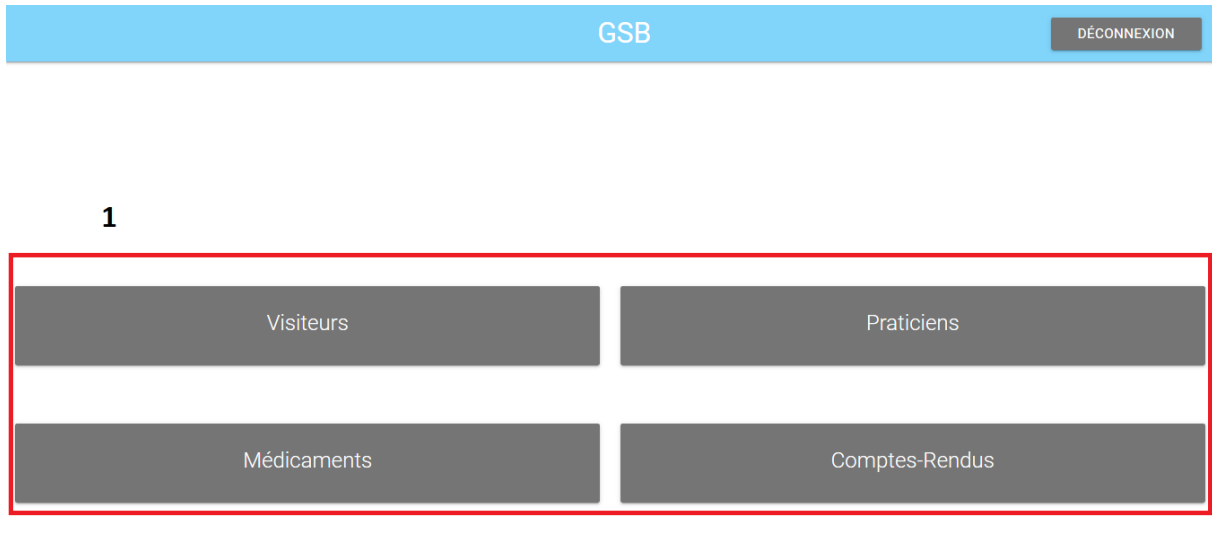 GSB
DÉCONNEXION
1
Visiteurs
Praticiens
Médicaments
Comptes-Rendus